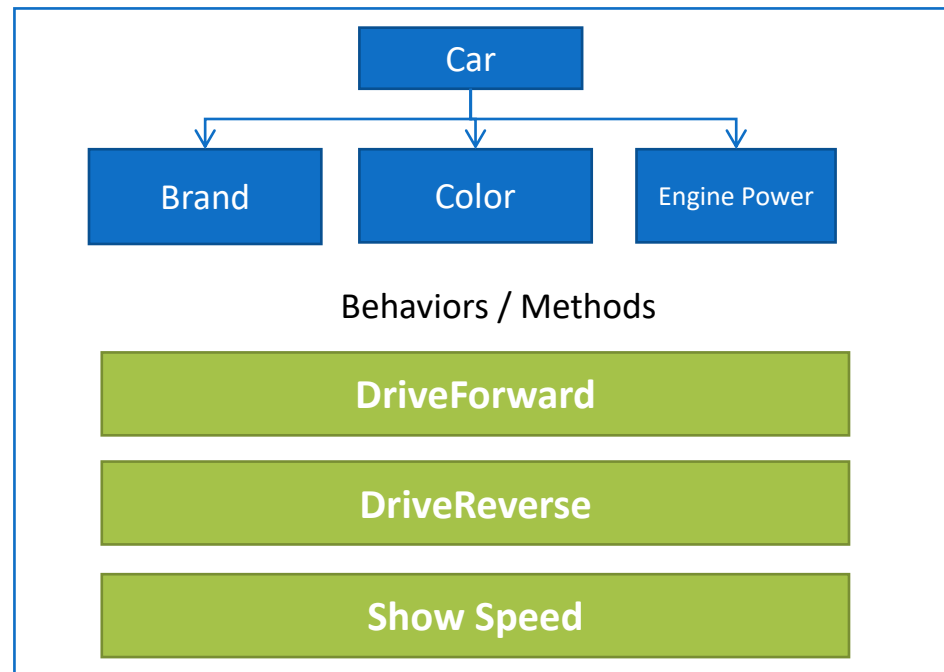 Car
Brand
Color
Engine Power
Behaviors / Methods
DriveForward
DriveReverse
Show Speed